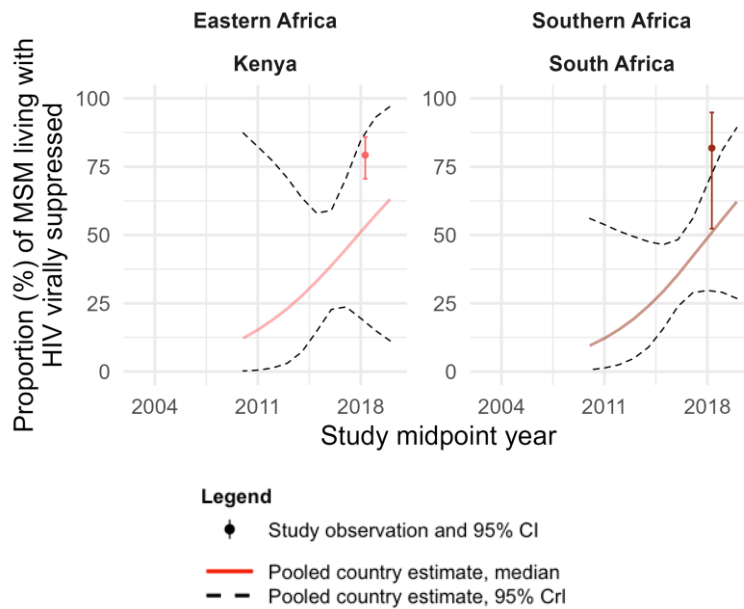 Eastern Africa
Southern Africa
Kenya
South Africa
Proportion (%) of MSM living with
HIV virally suppressed
100
75
50
25
0
100
75
50
25
0
2004
2011
2018
2004
2011
2018
Study midpoint year
Legend
Study observation and 95% CI
Pooled country estimate, median
Pooled country estimate, 95% CrI